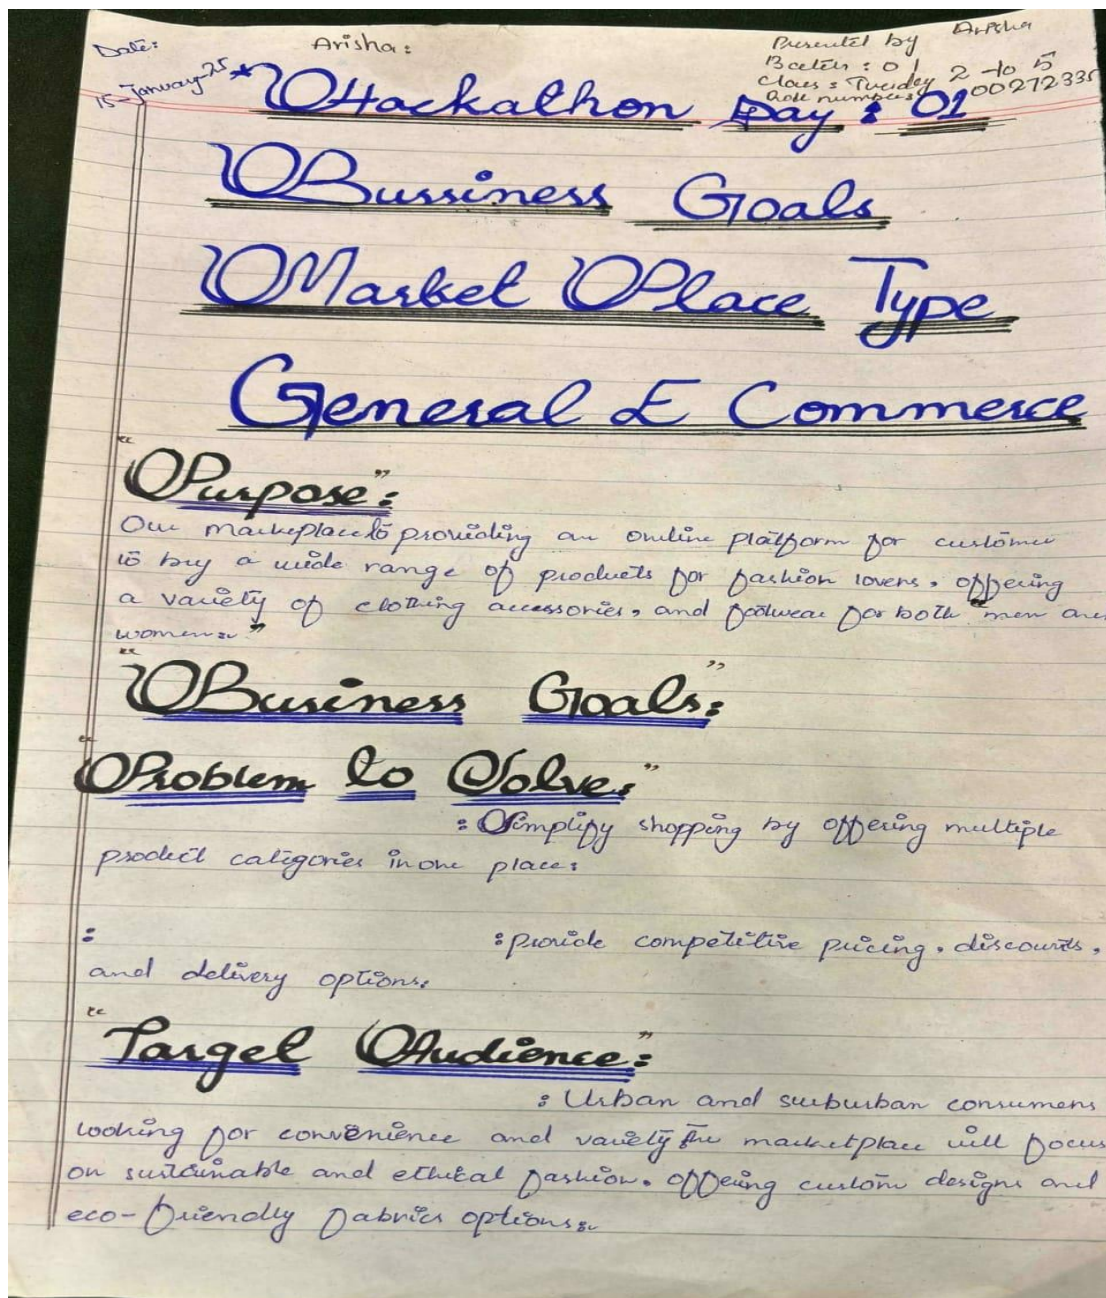 Date:
15-January-25
Arisha:
Presented by Arisha
Batch: 01
Class: Tuesday 2 to 5
Role number: 00272335
Hackathon Day: 01
Bussiness Goals
Market Place Type
General E Commerce
"Purpose":
Our markeplace to providing an online platform for customer
to buy a wide range of products for fashion lovers, offering
a variety of clothing accessories, and footwear for both "men and
women."
"Business Goals":
"Problem to Solve:"
: Simplify shopping by offering multiple
product categories in one place:
: : provide competitive pricing, discounts,
and delivery options:
"Target Audience":
: Urban and suburban consumers
looking for convenience and variety the marketplace will focus
on sustainable and ethical fashion. offering custom designs and
eco-friendly fabrics options: